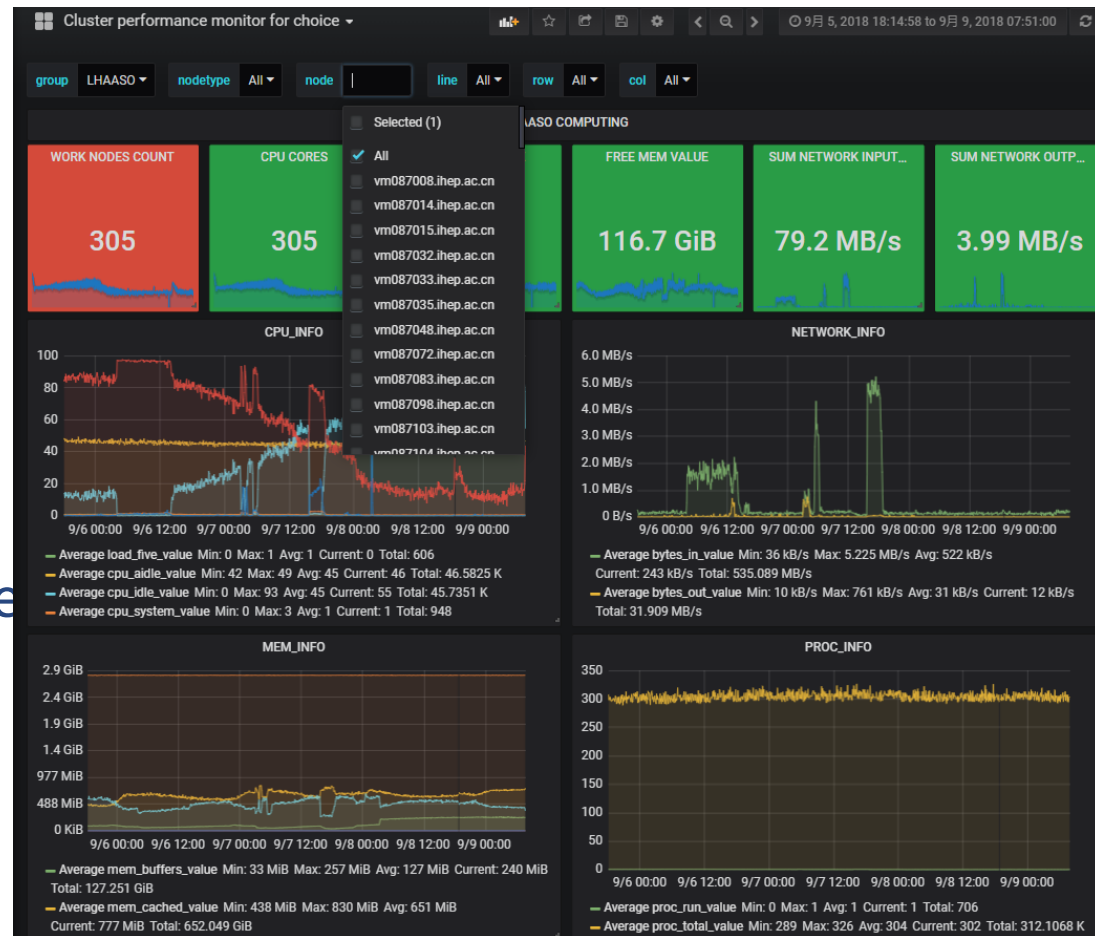 Cluster performance monitor for choice
9月 5, 2018 18:14:58 to 9月 9, 2018 07:51:00
group LHAASO nodetype All node line All row All col All
Selected (1)
All
vm087008.ihep.ac.cn
vm087014.ihep.ac.cn
vm087015.ihep.ac.cn
vm087032.ihep.ac.cn
vm087033.ihep.ac.cn
vm087035.ihep.ac.cn
vm087048.ihep.ac.cn
vm087072.ihep.ac.cn
vm087083.ihep.ac.cn
vm087098.ihep.ac.cn
vm087103.ihep.ac.cn
vm087104.ihep.ac.cn
AASO COMPUTING
WORK NODES COUNT
305
CPU CORES
305
FREE MEM VALUE
116.7 GiB
SUM NETWORK INPUT...
79.2 MB/s
SUM NETWORK OUTP...
3.99 MB/s
CPU_INFO
100
80
60
40
20
0
9/6 00:00 9/6 12:00 9/7 00:00 9/7 12:00 9/8 00:00 9/8 12:00 9/9 00:00
Average load_five_value Min: 0 Max: 1 Avg: 1 Current: 0 Total: 606
Average cpu_aidle_value Min: 42 Max: 49 Avg: 45 Current: 46 Total: 46.5825 K
Average cpu_idle_value Min: 0 Max: 93 Avg: 45 Current: 55 Total: 45.7351 K
Average cpu_system_value Min: 0 Max: 3 Avg: 1 Current: 1 Total: 948
e
NETWORK_INFO
6.0 MB/s
5.0 MB/s
4.0 MB/s
3.0 MB/s
2.0 MB/s
1.0 MB/s
0 B/s
9/6 00:00 9/6 12:00 9/7 00:00 9/7 12:00 9/8 00:00 9/8 12:00 9/9 00:00
Average bytes_in_value Min: 36 kB/s Max: 5.225 MB/s Avg: 522 kB/s
Current: 243 kB/s Total: 535.089 MB/s
Average bytes_out_value Min: 10 kB/s Max: 761 kB/s Avg: 31 kB/s Current: 12 kB/s
Total: 31.909 MB/s
MEM_INFO
2.9 GiB
2.4 GiB
1.9 GiB
1.4 GiB
977 MiB
488 MiB
0 KiB
9/6 00:00 9/6 12:00 9/7 00:00 9/7 12:00 9/8 00:00 9/8 12:00 9/9 00:00
Average mem_buffers_value Min: 33 MiB Max: 257 MiB Avg: 127 MiB Current: 240 MiB
Total: 127.251 GiB
Average mem_cached_value Min: 438 MiB Max: 830 MiB Avg: 651 MiB
Current: 777 MiB Total: 652.049 GiB
PROC_INFO
350
300
250
200
150
100
50
0
9/6 00:00 9/6 12:00 9/7 00:00 9/7 12:00 9/8 00:00 9/8 12:00 9/9 00:00
Average proc_run_value Min: 0 Max: 1 Avg: 1 Current: 1 Total: 706
Average proc_total_value Min: 289 Max: 326 Avg: 304 Current: 302 Total: 312.1068 K